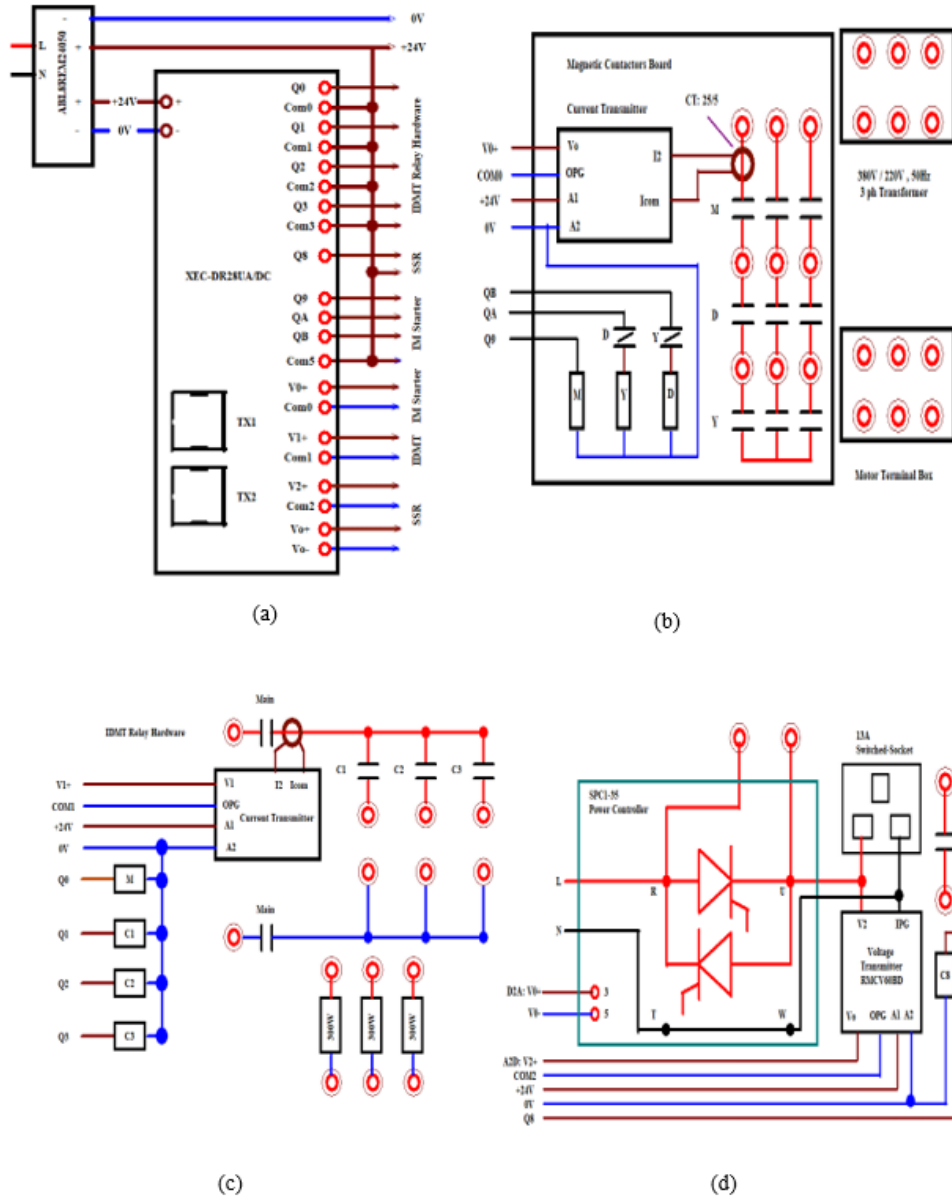 0V
+24V
L
N
ABL8REM24050
-
+
+
-
+24V
0V
+
-
XEC-DR28UA/DC
TX1
TX2
Q0
Com0
Q1
Com1
Q2
Com2
Q3
Com3
Q8
Q9
QA
QB
Com5
V0+
Com0
V1+
Com1
V2+
Com2
Vo+
Vo-
IDMT Relay Hardware
SSR
IM Starter
IM Starter
IDMT
SSR
(a)
Magnetic Contactors Board
Current Transmitter
CT: 25/5
V0+
COM0
+24V
0V
Vo
OPG
A1
A2
I2
Icom
M
D
Y
QB
QA
Q9
D
Y
M
Y
D
380V / 220V , 50Hz
3 ph Transformer
Motor Terminal Box
(b)
IDMT Relay Hardware
Main
I2
Icom
C1
C2
C3
V1+
COM1
+24V
0V
V1
OPG
A1
A2
Current Transmitter
Q0
M
Q1
C1
Q2
C2
Q3
C3
Main
300W
300W
300W
(c)
13A
Switched-Socket
SPC1-35
Power Controller
L
R
U
N
T
W
D2A: V0+
V0-
3
5
V2
IPG
Voltage
Transmitter
RMCV60BD
Vo
OPG
A1
A2
CB
A2D: V2+
COM2
+24V
0V
Q8
(d)